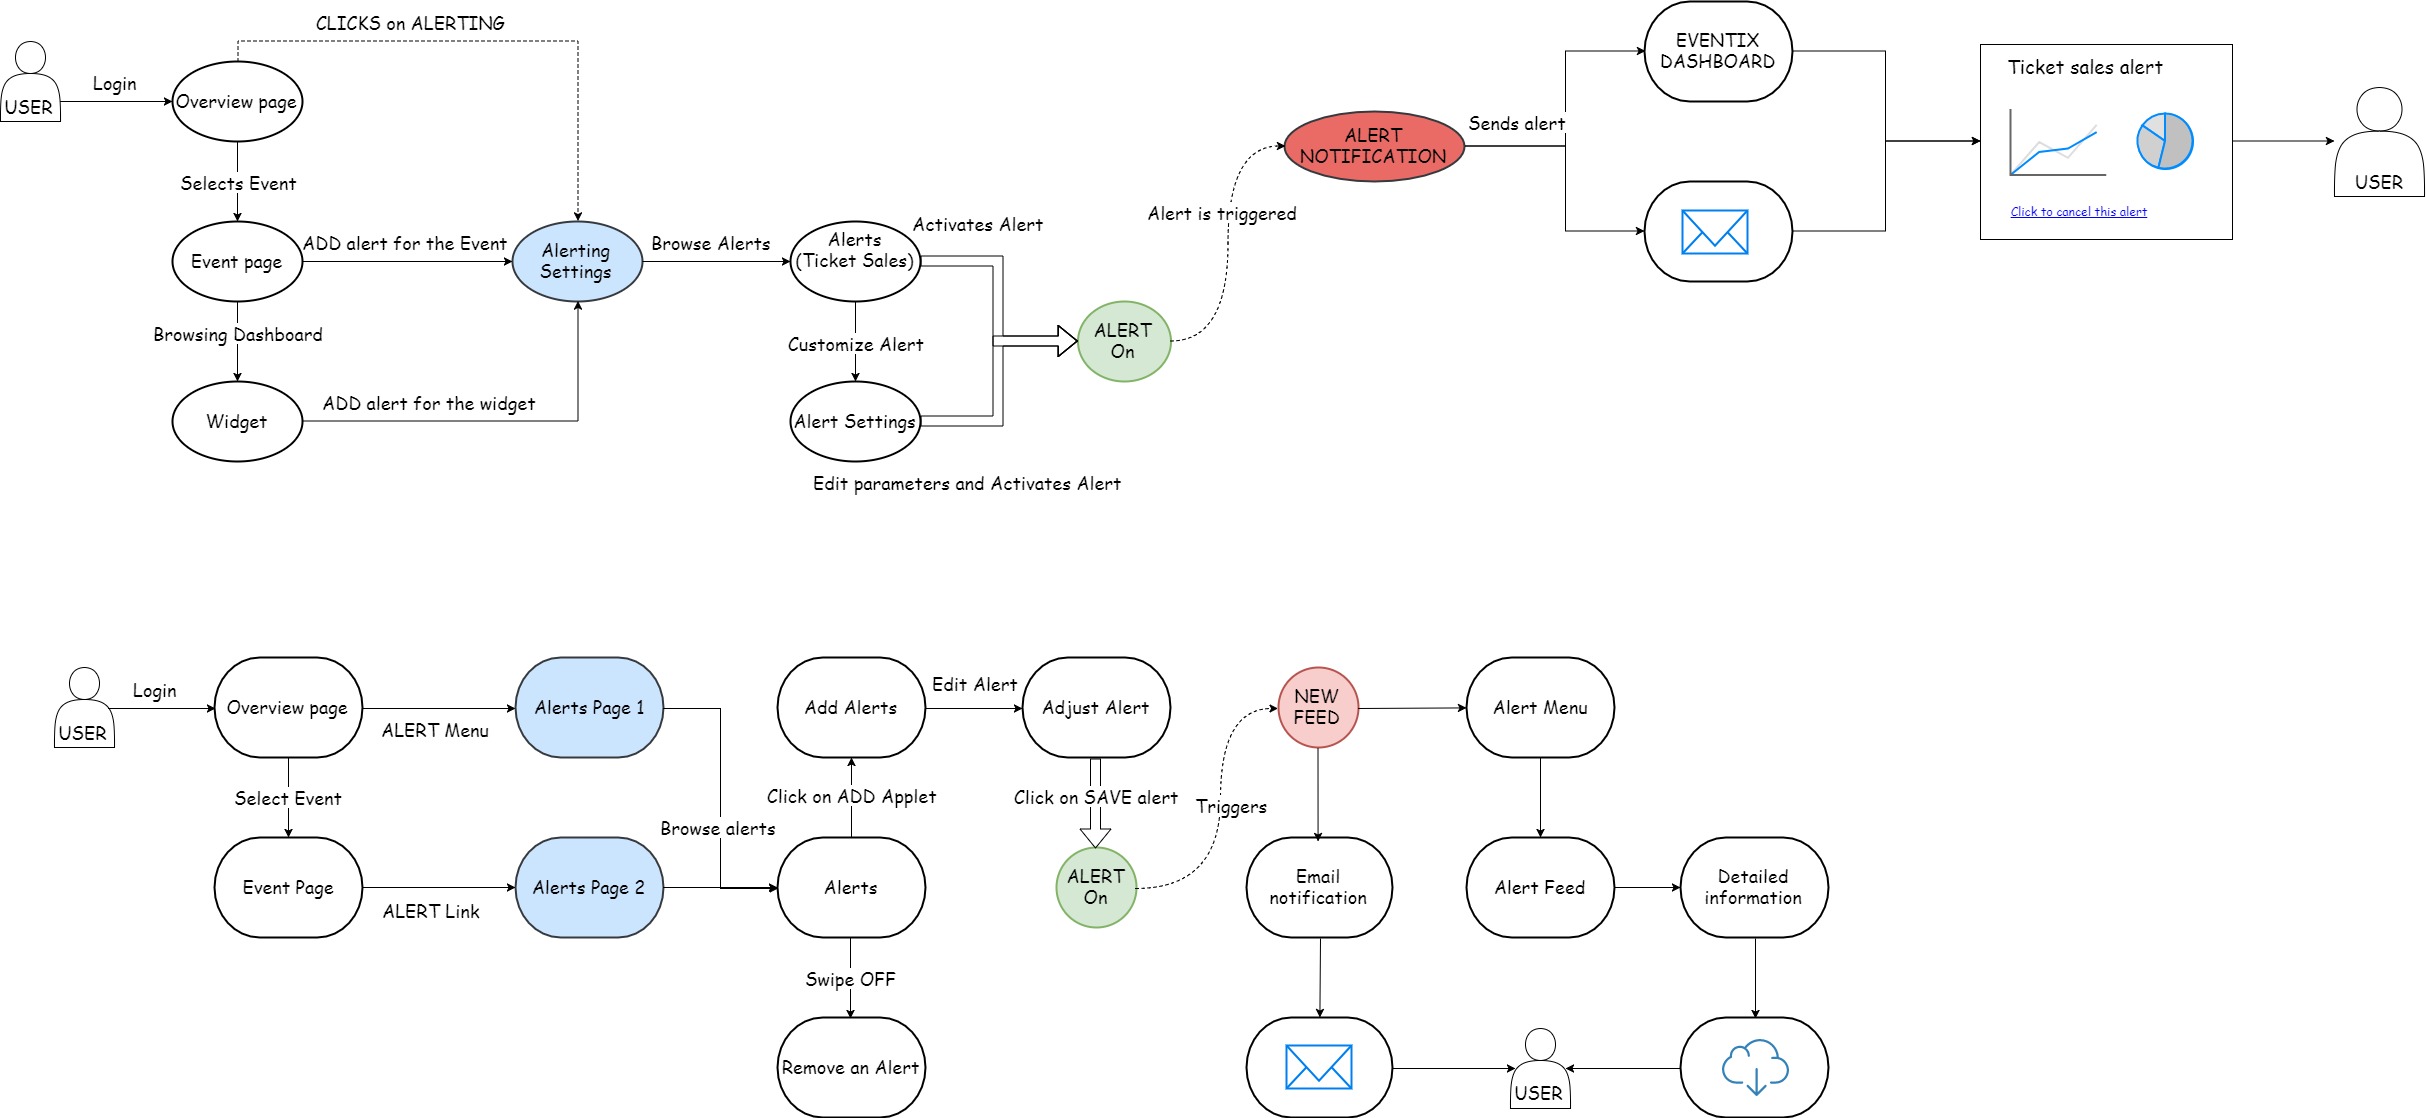 CLICKS on ALERTING
USER
Login
Overview page
Selects Event
Event page
ADD alert for the Event
Alerting
Settings
Browse Alerts
Alerts
(Ticket Sales)
Activates Alert
Browsing Dashboard
Customize Alert
Widget
ADD alert for the widget
Alert Settings
Edit parameters and Activates Alert
ALERT
On
Alert is triggered
ALERT
NOTIFICATION
Sends alert
EVENTIX
DASHBOARD
Ticket sales alert
Click to cancel this alert
USER
USER
Login
Overview page
ALERT Menu
Alerts Page 1
Select Event
Event Page
ALERT Link
Alerts Page 2
Browse alerts
Add Alerts
Edit Alert
Adjust Alert
Click on ADD Applet
Click on SAVE alert
Alerts
Swipe OFF
Remove an Alert
ALERT
On
Triggers
NEW
FEED
Alert Menu
Email
notification
Alert Feed
Detailed
information
USER